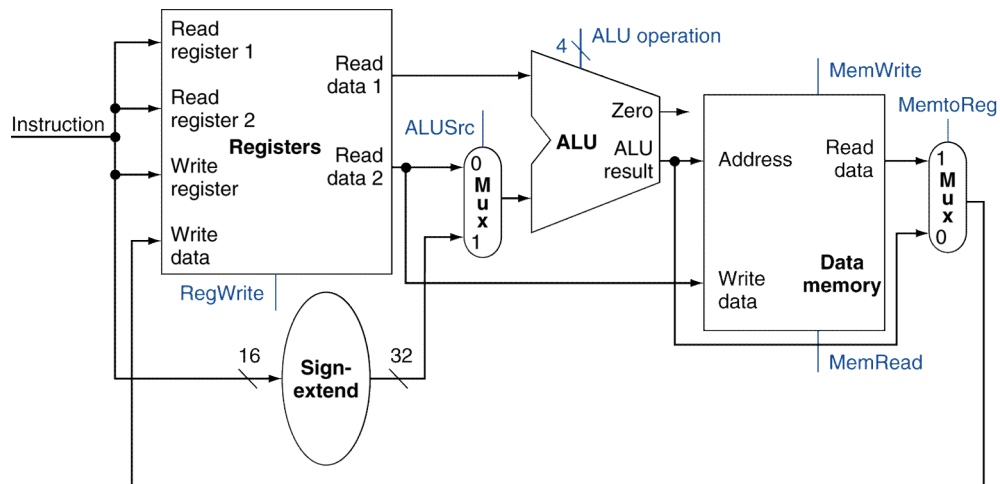 Instruction
Read
register 1
Read
register 2
Write
register
Write
data
Registers
Read
data 1
Read
data 2
RegWrite
16
Sign-
extend
32
ALUSrc
0
Mux
1
4
ALU operation
Zero
ALU
ALU
result
MemWrite
Address
Read
data
Write
data
Data
memory
MemRead
MemtoReg
1
Mux
0